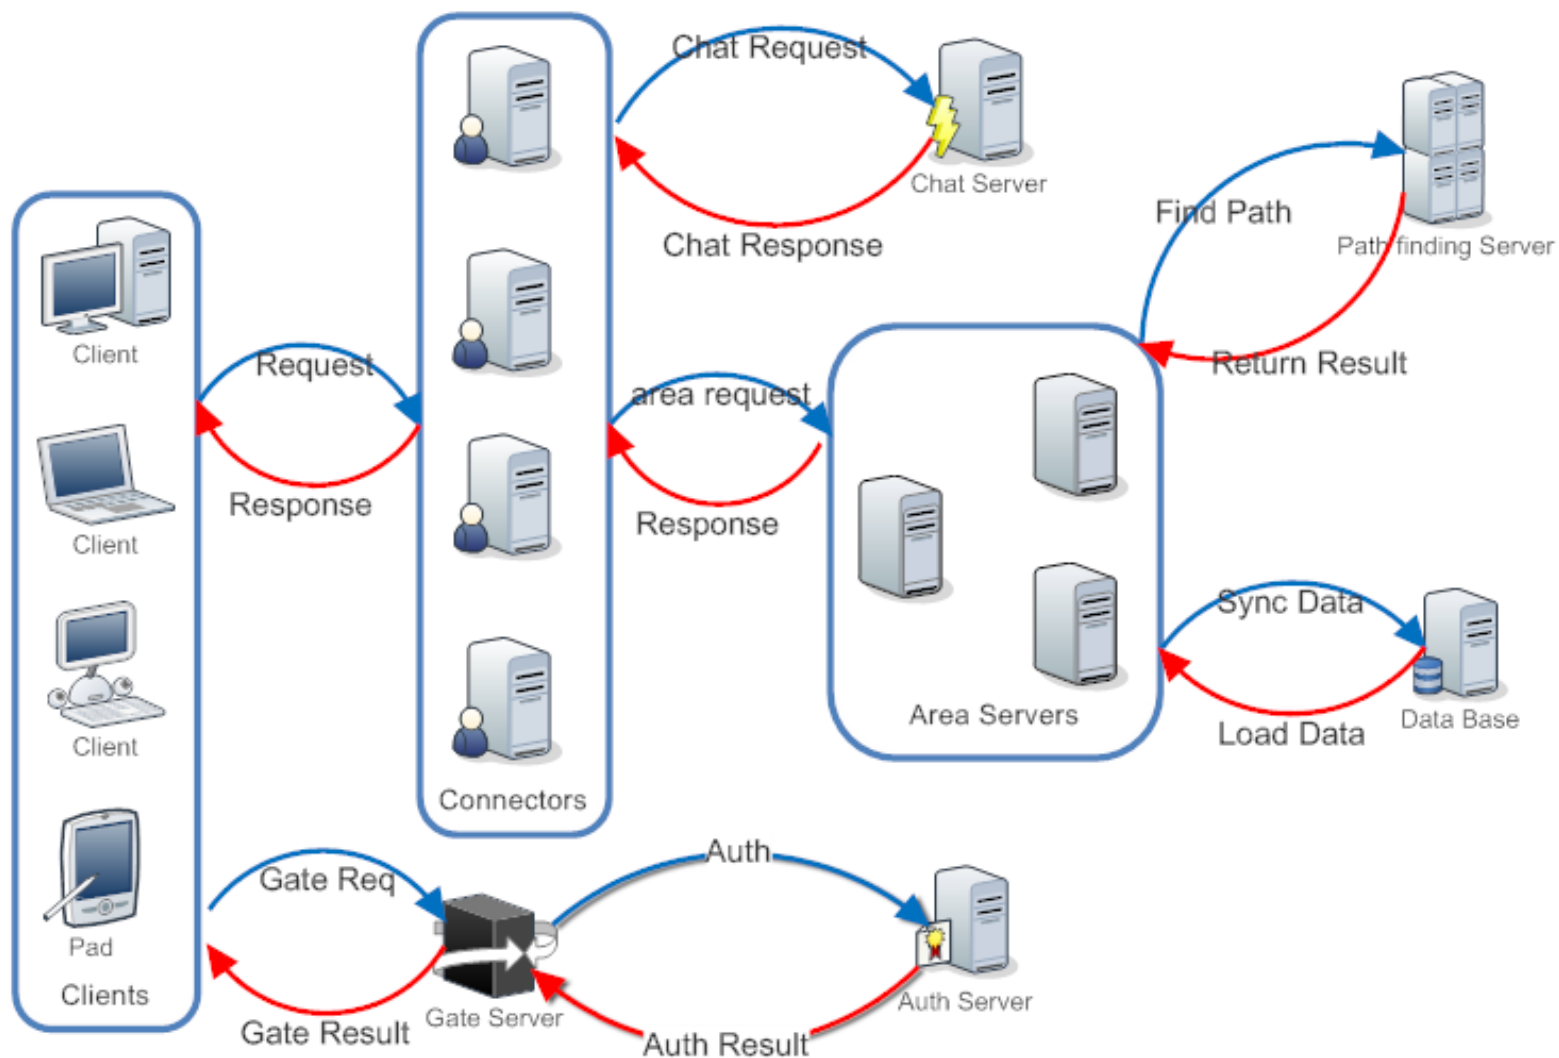 Chat Request
Chat Server
Chat Response
Find Path
Path finding Server
Return Result
Client
Request
area request
Response
Response
Client
Sync Data
Area Servers
Data Base
Load Data
Client
Connectors
Auth
Gate Req
Pad
Clients
Gate Server
Auth Server
Gate Result
Auth Result